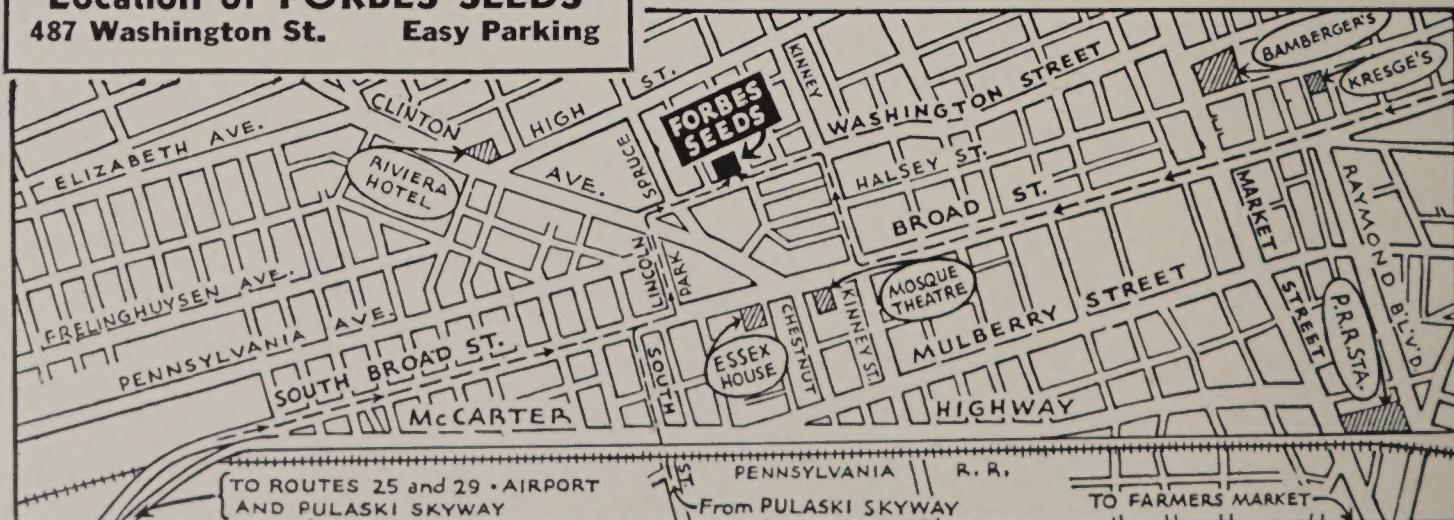 Location of FORBES SEEDS
487 Washington St. Easy Parking
KINNEY
BAMBERGER'S
KRESGE'S
CLINTON
HIGH
ST.
FORBES
SEEDS
WASHINGTON STREET
ELIZABETH AVE.
RIVIERA
HOTEL
AVE.
SPRUCE
HALSEY ST.
BROAD ST.
MARKET
STREET
RAYMOND BLV'D.
LINCOLN
PARK
FRELINGHUYSEN AVE.
PENNSYLVANIA AVE.
MOSQUE
THEATRE
MULBERRY STREET
P.R.R. STA.
SOUTH BROAD ST.
ESSEX
HOUSE
CHESTNUT
KINNEY ST.
SOUTH
ST.
McCARTER HIGHWAY
PENNSYLVANIA R. R.
TO ROUTES 25 and 29 • AIRPORT
AND PULASKI SKYWAY
From PULASKI SKYWAY
TO FARMERS MARKET